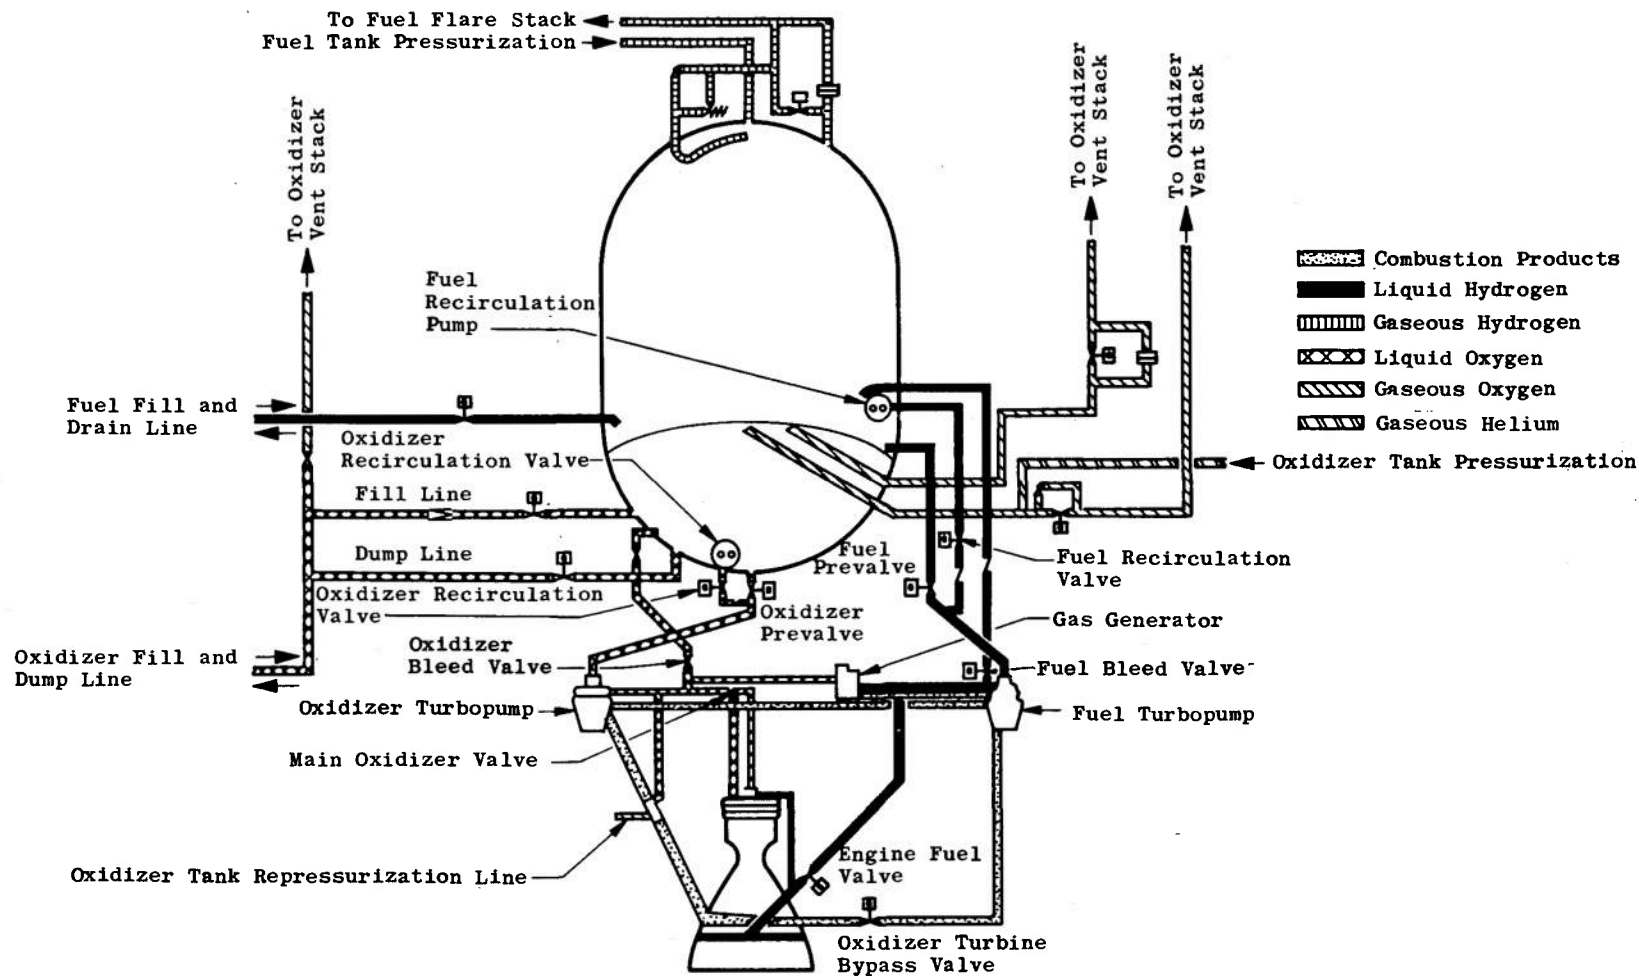 To Fuel Flare Stack
Fuel Tank Pressurization
To Oxidizer
Vent Stack
To Oxidizer
Vent Stack
To Oxidizer
Vent Stack
Fuel
Recirculation
Pump
Combustion Products
Liquid Hydrogen
Gaseous Hydrogen
Liquid Oxygen
Gaseous Oxygen
Gaseous Helium
Fuel Fill and
Drain Line
Oxidizer
Recirculation Valve
Oxidizer Tank Pressurization
Fill Line
Dump Line
Fuel
Prevalve
Fuel Recirculation
Valve
Oxidizer Recirculation
Valve
Oxidizer
Prevalve
Gas Generator
Oxidizer Fill and
Dump Line
Oxidizer
Bleed Valve
Fuel Bleed Valve
Oxidizer Turbopump
Fuel Turbopump
Main Oxidizer Valve
Oxidizer Tank Repressurization Line
Engine Fuel
Valve
Oxidizer Turbine
Bypass Valve